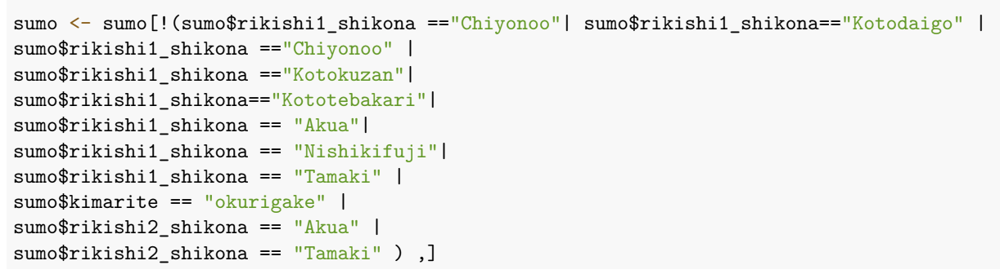 sumo <- sumo[!(sumo$rikishi1_shikona =="Chiyonoo"| sumo$rikishi1_shikona=="Kotodaigo" |
sumo$rikishi1_shikona =="Chiyonoo" |
sumo$rikishi1_shikona =="Kotokuzan"|
sumo$rikishi1_shikona=="Kototebakari"|
sumo$rikishi1_shikona == "Akua"|
sumo$rikishi1_shikona == "Nishikifuji"|
sumo$rikishi1_shikona == "Tamaki" |
sumo$kimarite == "okurigake" |
sumo$rikishi2_shikona == "Akua" |
sumo$rikishi2_shikona == "Tamaki" ) ,]